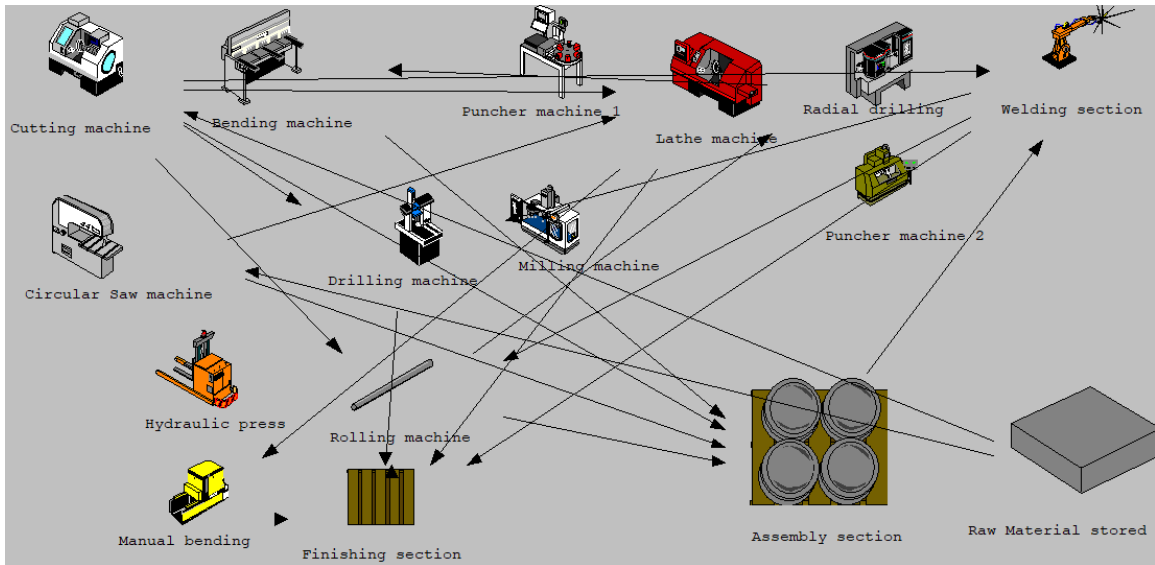 Cutting machine
Bending machine
Puncher machine 1
Lathe machine
Radial drilling
Welding section
Circular Saw machine
Drilling machine
Milling machine
Puncher machine 2
Hydraulic press
Rolling machine
Manual bending
Finishing section
Assembly section
Raw Material stored